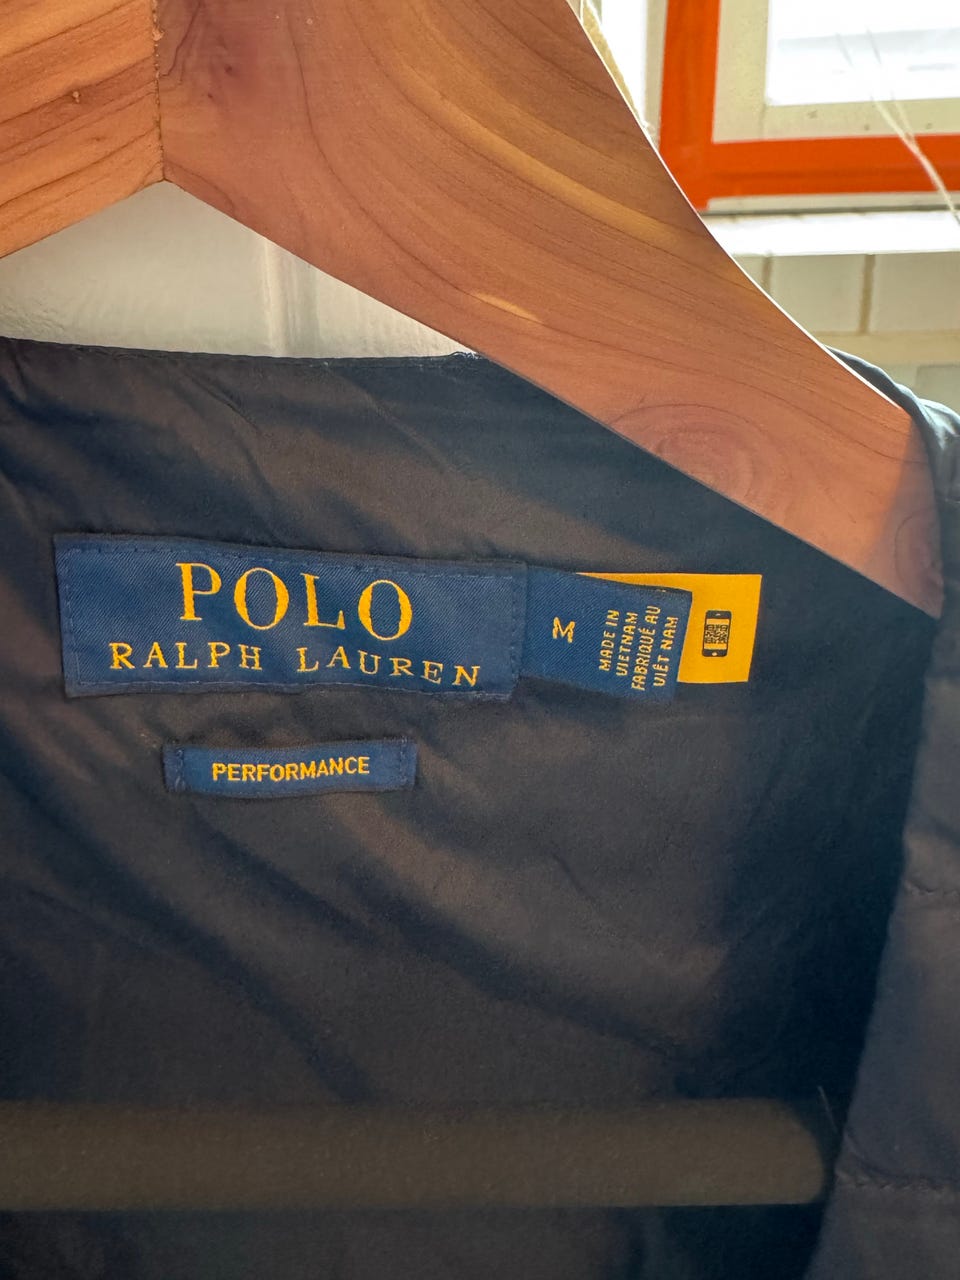 POLO
RALPH LAUREN
M
MADE IN
VIETNAM
FABRIQUÉ AU
VIÊT NAM
PERFORMANCE